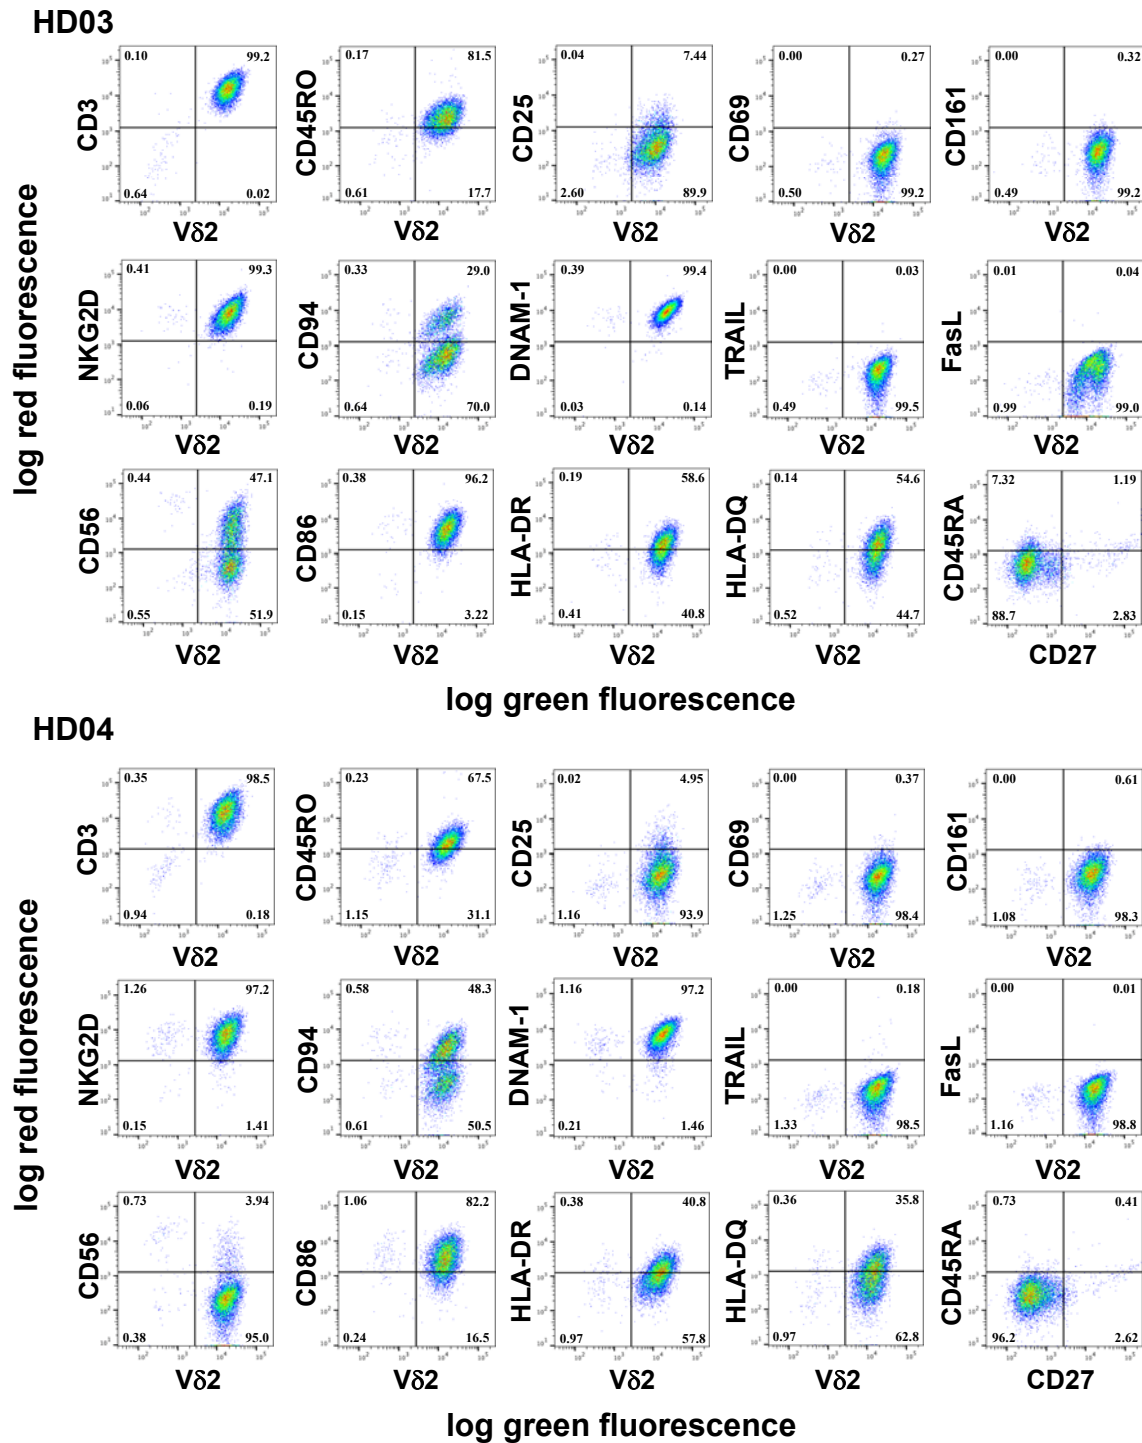 HD03
log red fluorescence
CD3 0.10 99.2 0.64 0.02 Vδ2
CD45RO 0.17 81.5 0.61 17.7 Vδ2
CD25 0.04 7.44 2.60 89.9 Vδ2
CD69 0.00 0.27 0.50 99.2 Vδ2
CD161 0.00 0.32 0.49 99.2 Vδ2
NKG2D 0.41 99.3 0.06 0.19 Vδ2
CD94 0.33 29.0 0.64 70.0 Vδ2
DNAM-1 0.39 99.4 0.03 0.14 Vδ2
TRAIL 0.00 0.03 0.49 99.5 Vδ2
FasL 0.01 0.04 0.99 99.0 Vδ2
CD56 0.44 47.1 0.55 51.9 Vδ2
CD86 0.38 96.2 0.15 3.22 Vδ2
HLA-DR 0.19 58.6 0.41 40.8 Vδ2
HLA-DQ 0.14 54.6 0.52 44.7 Vδ2
CD45RA 7.32 1.19 88.7 2.83 CD27
log green fluorescence
HD04
log red fluorescence
CD3 0.35 98.5 0.94 0.18 Vδ2
CD45RO 0.23 67.5 1.15 31.1 Vδ2
CD25 0.02 4.95 1.16 93.9 Vδ2
CD69 0.00 0.37 1.25 98.4 Vδ2
CD161 0.00 0.61 1.08 98.3 Vδ2
NKG2D 1.26 97.2 0.15 1.41 Vδ2
CD94 0.58 48.3 0.61 50.5 Vδ2
DNAM-1 1.16 97.2 0.21 1.46 Vδ2
TRAIL 0.00 0.18 1.33 98.5 Vδ2
FasL 0.00 0.01 1.16 98.8 Vδ2
CD56 0.73 3.94 0.38 95.0 Vδ2
CD86 1.06 82.2 0.24 16.5 Vδ2
HLA-DR 0.38 40.8 0.97 57.8 Vδ2
HLA-DQ 0.36 35.8 0.97 62.8 Vδ2
CD45RA 0.73 0.41 96.2 2.62 CD27
log green fluorescence